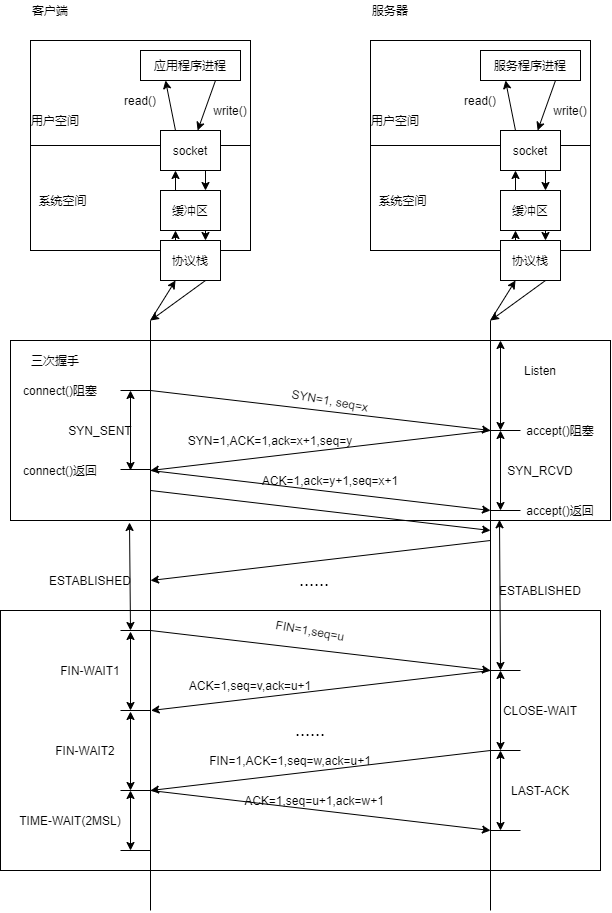 客户端
服务器
应用程序进程
服务程序进程
read()
write()
read()
write()
用户空间
用户空间
socket
socket
系统空间
系统空间
缓冲区
缓冲区
协议栈
协议栈
三次握手
Listen
connect()阻塞
SYN=1, seq=x
SYN_SENT
accept()阻塞
SYN=1,ACK=1,ack=x+1,seq=y
connect()返回
SYN_RCVD
ACK=1,ack=y+1,seq=x+1
accept()返回
ESTABLISHED
......
ESTABLISHED
FIN=1,seq=u
FIN-WAIT1
ACK=1,seq=v,ack=u+1
CLOSE-WAIT
......
FIN-WAIT2
FIN=1,ACK=1,seq=w,ack=u+1
LAST-ACK
ACK=1,seq=u+1,ack=w+1
TIME-WAIT(2MSL)